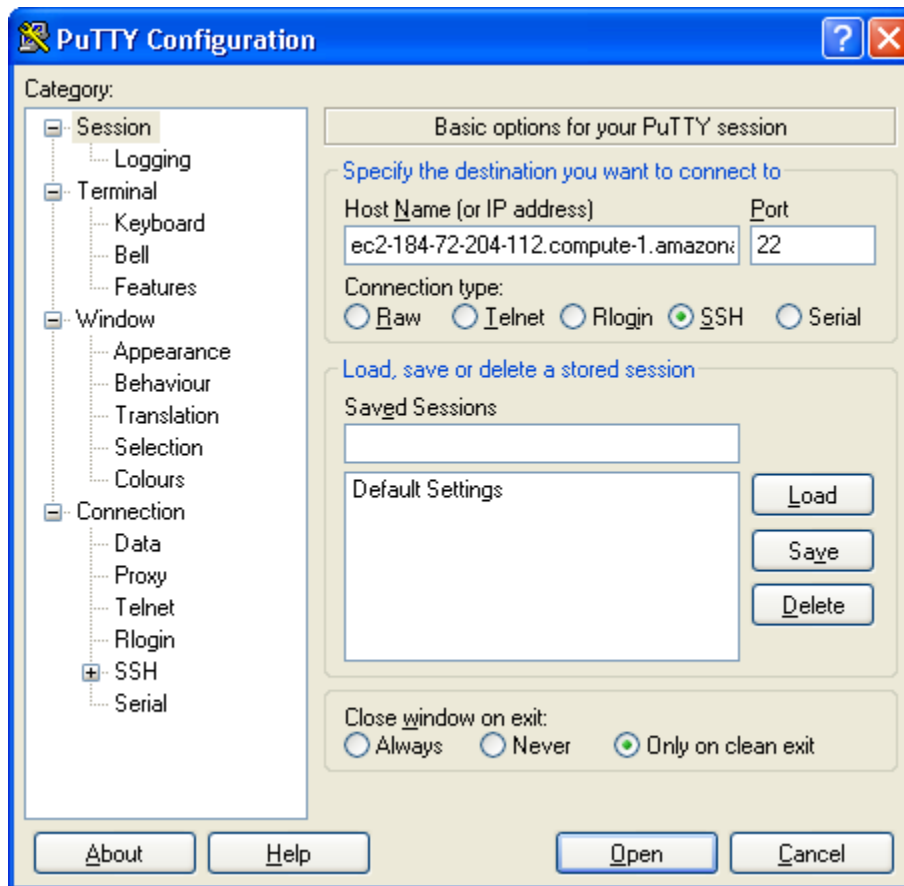 PuTTY Configuration
Category:
Session
Logging
Terminal
Keyboard
Bell
Features
Window
Appearance
Behaviour
Translation
Selection
Colours
Connection
Data
Proxy
Telnet
Rlogin
SSH
Serial
Basic options for your PuTTY session
Specify the destination you want to connect to
Host Name (or IP address) Port
ec2-184-72-204-112.compute-1.amazona 22
Connection type:
Raw Telnet Rlogin SSH Serial
Load, save or delete a stored session
Saved Sessions
Default Settings
Load
Save
Delete
Close window on exit:
Always Never Only on clean exit
About Help Open Cancel